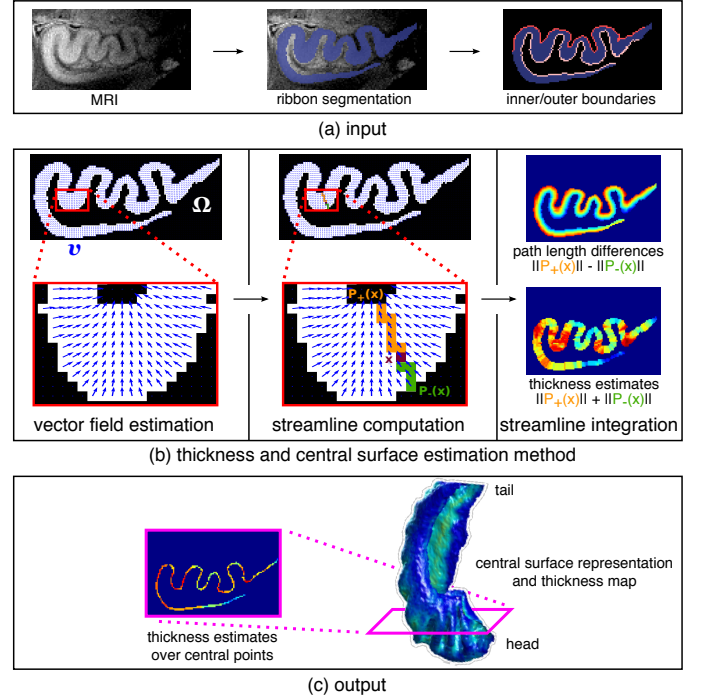 MRI
ribbon segmentation
inner/outer boundaries
(a) input
Ω
v
path length differences
||P₊(x)|| - ||P₋(x)||
P₊(x)
x
P₋(x)
thickness estimates
||P₊(x)|| + ||P₋(x)||
vector field estimation
streamline computation
streamline integration
(b) thickness and central surface estimation method
tail
central surface representation
and thickness map
thickness estimates
over central points
head
(c) output